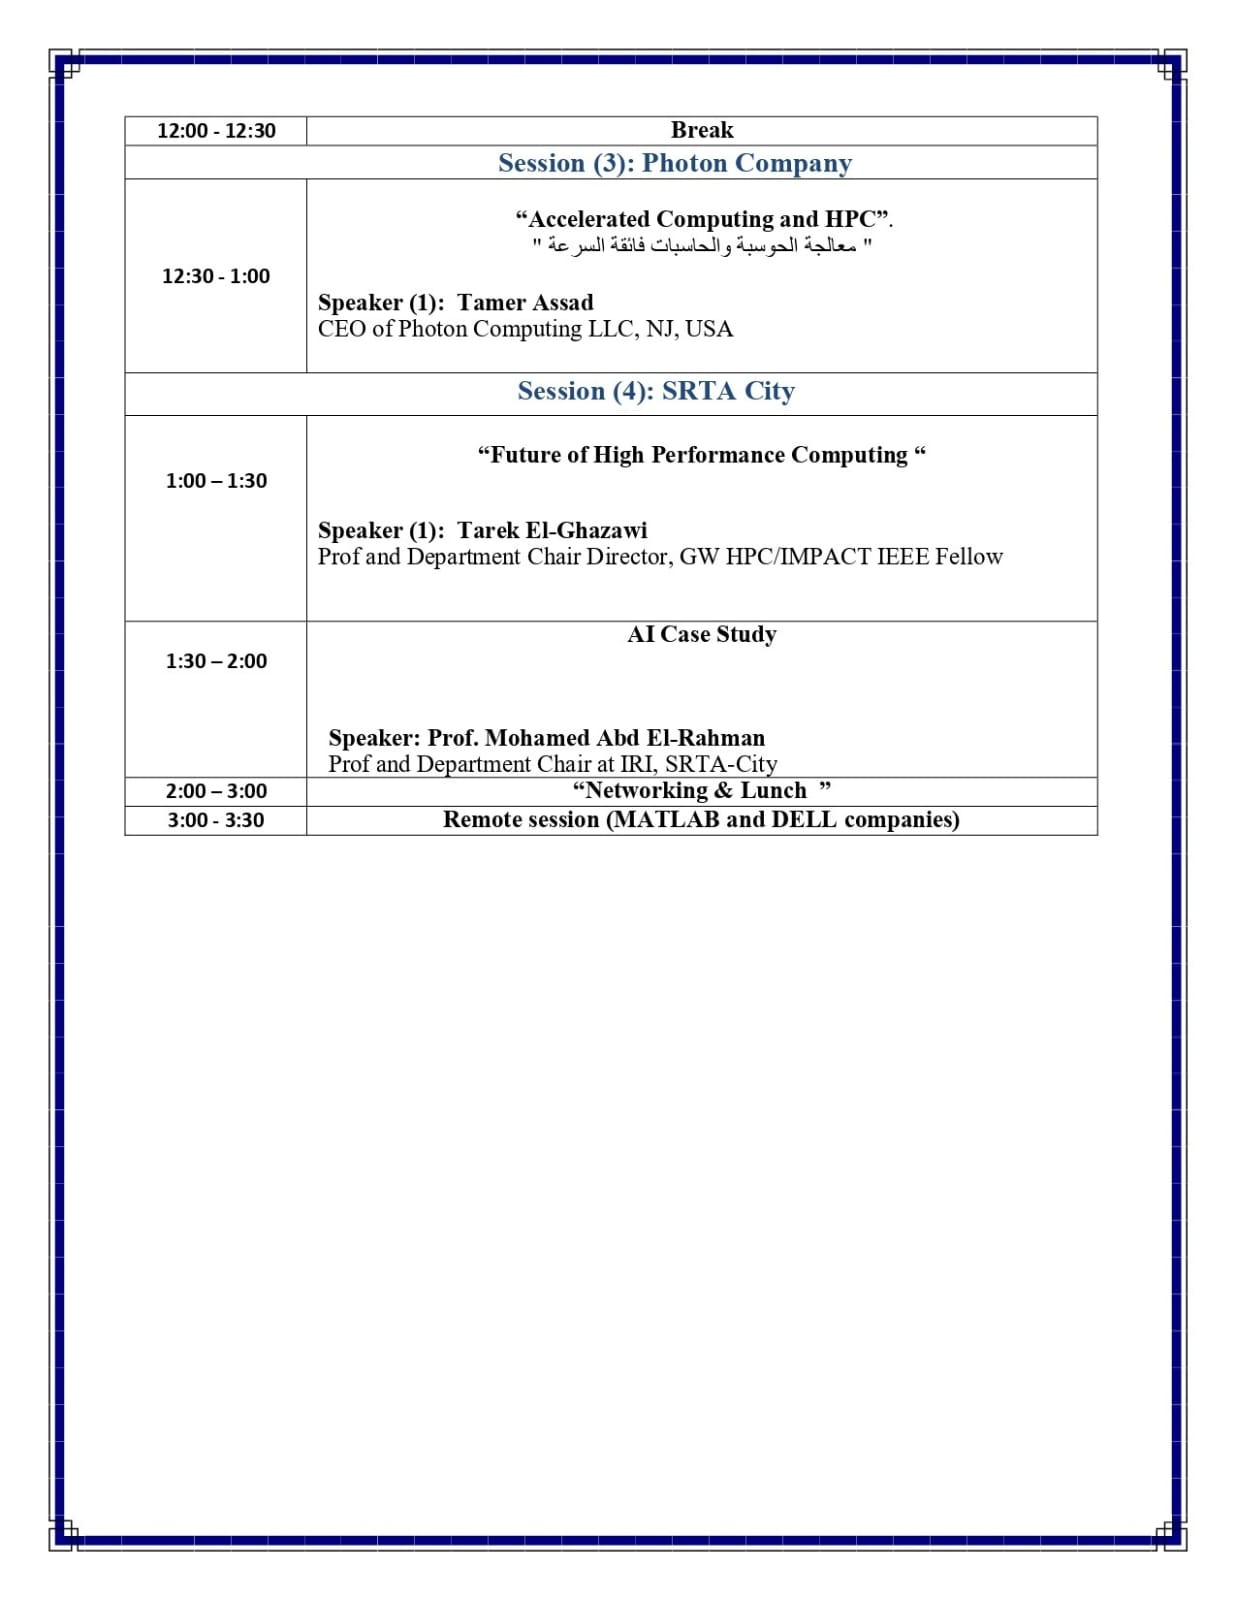 12:00 - 12:30 Break
Session (3): Photon Company
“Accelerated Computing and HPC”.
" معالجة الحوسبة والحاسبات فائقة السرعة "
12:30 - 1:00
Speaker (1):  Tamer Assad
CEO of Photon Computing LLC, NJ, USA
Session (4): SRTA City
“Future of High Performance Computing “
1:00 – 1:30
Speaker (1):  Tarek El-Ghazawi
Prof and Department Chair Director, GW HPC/IMPACT IEEE Fellow
AI Case Study
1:30 – 2:00
Speaker: Prof. Mohamed Abd El-Rahman
Prof and Department Chair at IRI, SRTA-City
2:00 – 3:00 “Networking & Lunch  ”
3:00 - 3:30 Remote session (MATLAB and DELL companies)